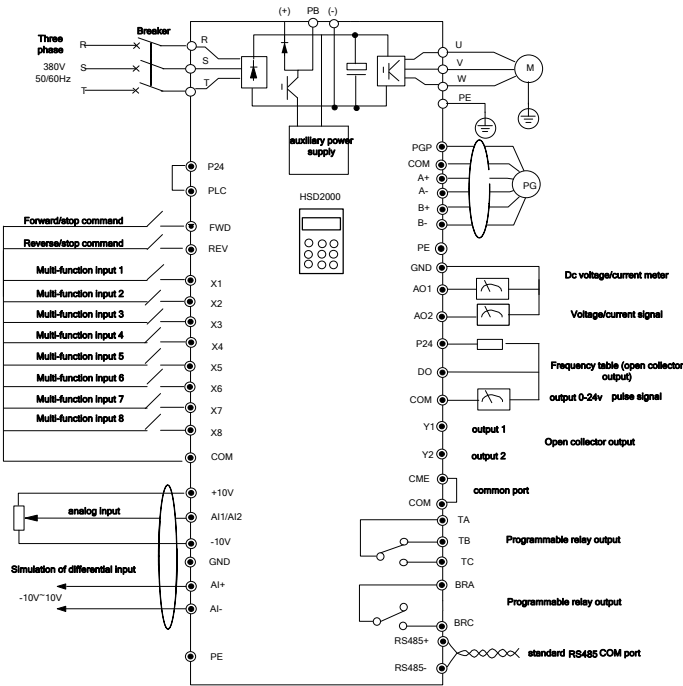 (+) PB (-)
Three phase
380V
50/60Hz
Breaker
R
S
T
R
S
T
U
V
W
PE
M
auxiliary power supply
HSD2000
P24
PLC
Forward/stop command
FWD
Reverse/stop command
REV
Multi-function input 1
X1
Multi-function input 2
X2
Multi-function input 3
X3
Multi-function input 4
X4
Multi-function input 5
X5
Multi-function input 6
X6
Multi-function input 7
X7
Multi-function input 8
X8
COM
+10V
analog input
AI1/AI2
-10V
GND
Simulation of differential input
-10V~10V
AI+
AI-
PE
PGP
COM
A+
A-
B+
B-
PG
PE
GND
AO1
Dc voltage/current meter
AO2
Voltage/current signal
P24
DO
Frequency table (open collector
output)
COM
output 0-24v pulse signal
Y1
output 1
Open collector output
Y2
output 2
CME
common port
COM
TA
TB
Programmable relay output
TC
BRA
Programmable relay output
BRC
RS485+
standard RS485 COM port
RS485-